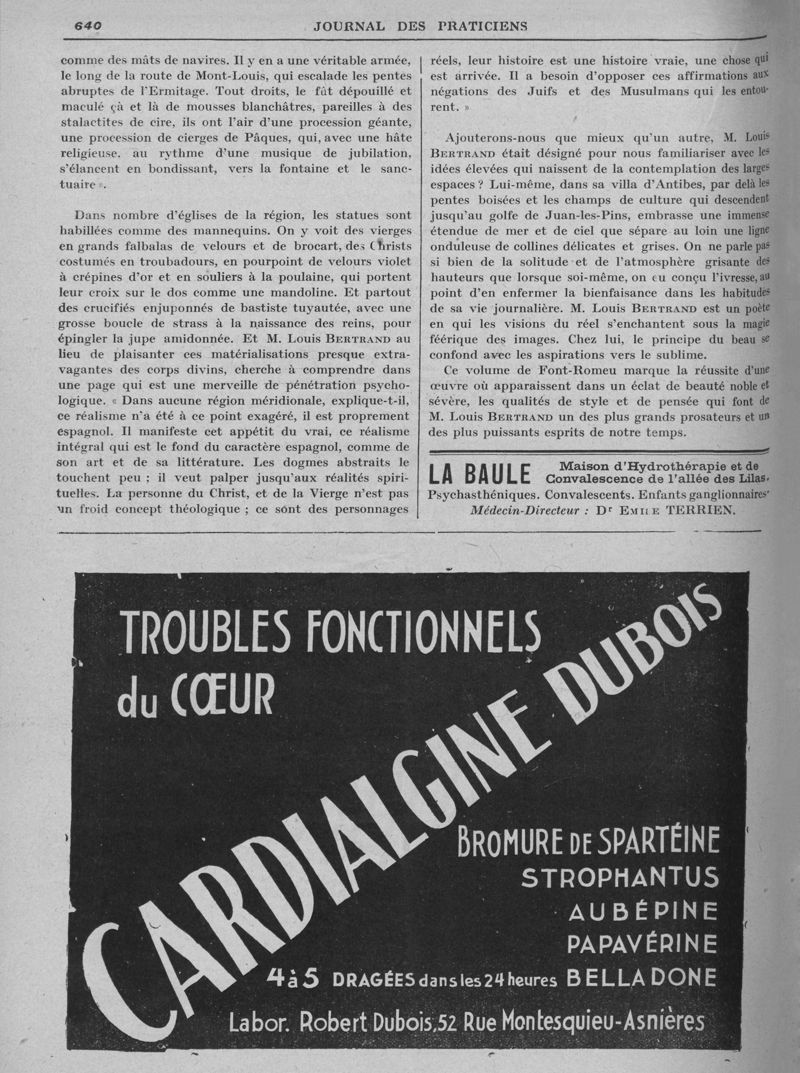 640
JOURNAL DES PRATICIENS
comme des mâts de navires. Il y en a une véritable armée,
le long de la route de Mont-Louis, qui escalade les pentes
abruptes de l'Ermitage. Tout droits, le fût dépouillé et
maculé çà et là de mousses blanchâtres, pareilles à des
stalactites de cire, ils ont l'air d'une procession géante,
une procession de cierges de Pâques, qui, avec une hâte
religieuse, au rythme d'une musique de jubilation,
s'élancent en bondissant, vers la fontaine et le sanc-
tuaire ».
Dans nombre d'églises de la région, les statues sont
habillées comme des mannequins. On y voit des vierges
en grands falbalas de velours et de brocart, des Christs
costumés en troubadours, en pourpoint de velours violet
à crépines d'or et en souliers à la poulaine, qui portent
leur croix sur le dos comme une mandoline. Et partout
des crucifiés enjuponnés de bastiste tuyautée, avec une
grosse boucle de strass à la naissance des reins, pour
épingler la jupe amidonnée. Et M. Louis BERTRAND au
lieu de plaisanter ces matérialisations presque extra-
vagantes des corps divins, cherche à comprendre dans
une page qui est une merveille de pénétration psycho-
logique. « Dans aucune région méridionale, explique-t-il,
ce réalisme n'a été à ce point exagéré, il est proprement
espagnol. Il manifeste cet appétit du vrai, ce réalisme
intégral qui est le fond du caractère espagnol, comme de
son art et de sa littérature. Les dogmes abstraits le
touchent peu ; il veut palper jusqu'aux réalités spiri-
tuelles. La personne du Christ, et de la Vierge n'est pas
un froid concept théologique ; ce sont des personnages
réels, leur histoire est une histoire vraie, une chose qui
est arrivée. Il a besoin d'opposer ces affirmations aux
négations des Juifs et des Musulmans qui les entou-
rent. »
Ajouterons-nous que mieux qu'un autre, M. Louis
BERTRAND était désigné pour nous familiariser avec les
idées élevées qui naissent de la contemplation des larges
espaces ? Lui-même, dans sa villa d'Antibes, par delà les
pentes boisées et les champs de culture qui descendent
jusqu'au golfe de Juan-les-Pins, embrasse une immense
étendue de mer et de ciel que sépare au loin une ligne
onduleuse de collines délicates et grises. On ne parle pas
si bien de la solitude et de l'atmosphère grisante des
hauteurs que lorsque soi-même, on eu conçu l'ivresse, au
point d'en enfermer la bienfaisance dans les habitudes
de sa vie journalière. M. Louis BERTRAND est un poète
en qui les visions du réel s'enchantent sous la magie
féérique des images. Chez lui, le principe du beau se
confond avec les aspirations vers le sublime.
Ce volume de Font-Romeu marque la réussite d'une
œuvre où apparaissent dans un éclat de beauté noble et
sévère, les qualités de style et de pensée qui font de
M. Louis BERTRAND un des plus grands prosateurs et un
des plus puissants esprits de notre temps.
LA BAULE Maison d'Hydrothérapie et de
Convalescence de l'allée des Lilas.
Psychasthéniques. Convalescents. Enfants ganglionnaires.
Médecin-Directeur : Dr EMILE TERRIEN.
TROUBLES FONCTIONNELS
du CŒUR
CARDIALGINE DUBOIS
BROMURE DE SPARTÉINE
STROPHANTUS
AUBÉPINE
PAPAVÉRINE
4 à 5 DRAGÉES dans les 24 heures BELLADONE
Labor. Robert Dubois, 52 Rue Montesquieu-Asnières